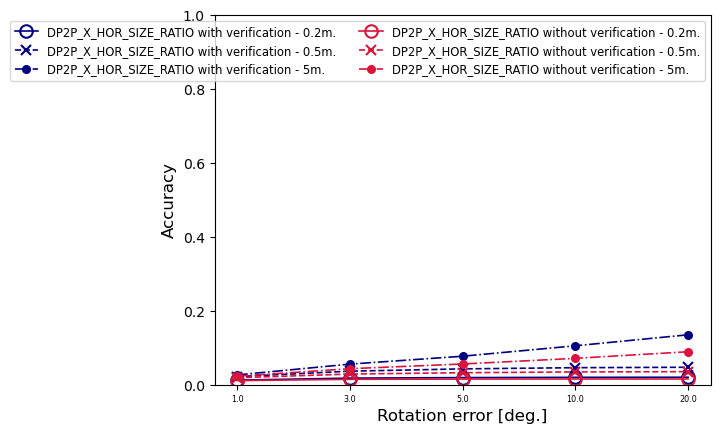 1.0
DP2P_X_HOR_SIZE_RATIO with verification - 0.2m.
DP2P_X_HOR_SIZE_RATIO with verification - 0.5m.
DP2P_X_HOR_SIZE_RATIO with verification - 5m.
DP2P_X_HOR_SIZE_RATIO without verification - 0.2m.
DP2P_X_HOR_SIZE_RATIO without verification - 0.5m.
DP2P_X_HOR_SIZE_RATIO without verification - 5m.
0.8
0.6
0.4
0.2
0.0
Accuracy
1.0 3.0 5.0 10.0 20.0
Rotation error [deg.]